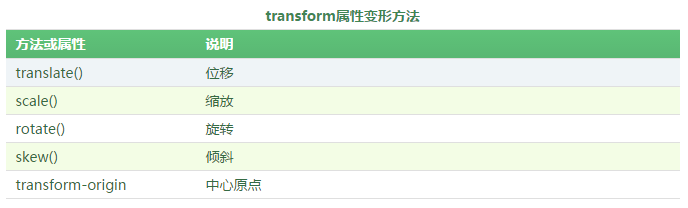 transform属性变形方法
方法或属性 说明
translate() 位移
scale() 缩放
rotate() 旋转
skew() 倾斜
transform-origin 中心原点